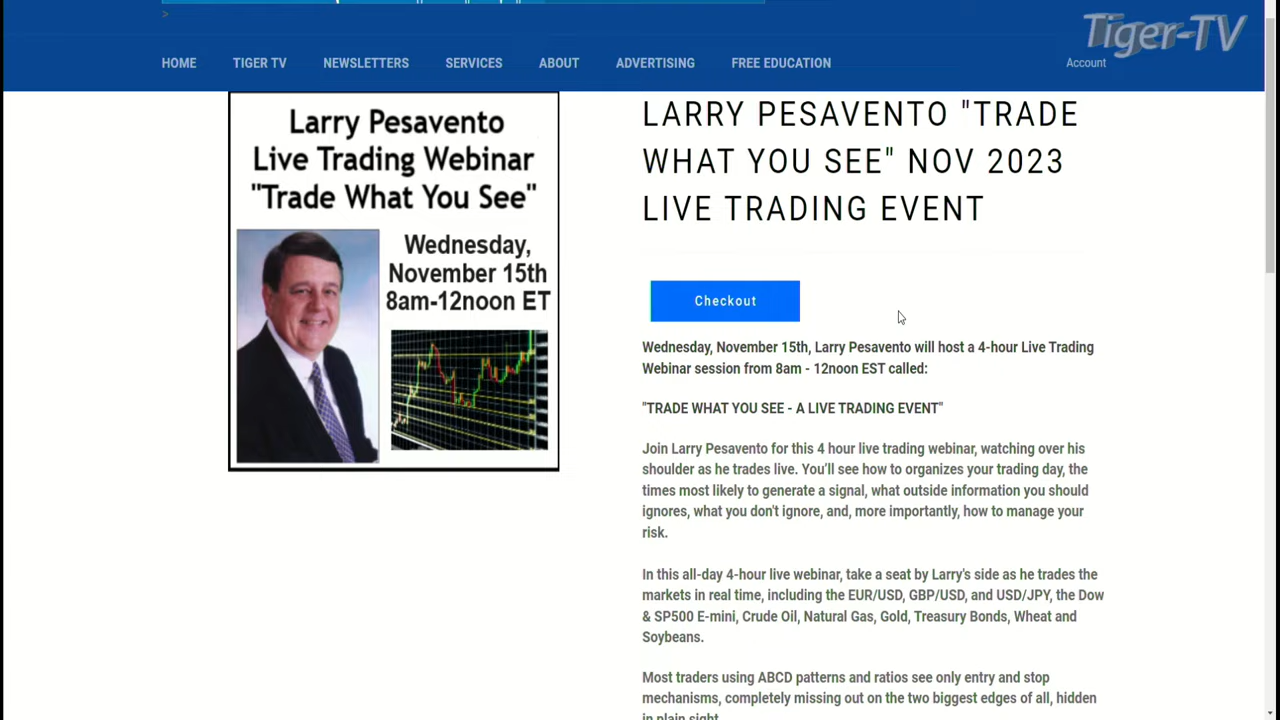 >
Tiger-TV
HOME TIGER TV NEWSLETTERS SERVICES ABOUT ADVERTISING FREE EDUCATION
Account
Larry Pesavento
Live Trading Webinar
"Trade What You See"
Wednesday,
November 15th
8am-12noon ET
LARRY PESAVENTO "TRADE
WHAT YOU SEE" NOV 2023
LIVE TRADING EVENT
Checkout
Wednesday, November 15th, Larry Pesavento will host a 4-hour Live Trading
Webinar session from 8am - 12noon EST called:
"TRADE WHAT YOU SEE - A LIVE TRADING EVENT"
Join Larry Pesavento for this 4 hour live trading webinar, watching over his
shoulder as he trades live. You'll see how to organizes your trading day, the
times most likely to generate a signal, what outside information you should
ignores, what you don't ignore, and, more importantly, how to manage your
risk.
In this all-day 4-hour live webinar, take a seat by Larry's side as he trades the
markets in real time, including the EUR/USD, GBP/USD, and USD/JPY, the Dow
& SP500 E-mini, Crude Oil, Natural Gas, Gold, Treasury Bonds, Wheat and
Soybeans.
Most traders using ABCD patterns and ratios see only entry and stop
mechanisms, completely missing out on the two biggest edges of all, hidden
in plain sight